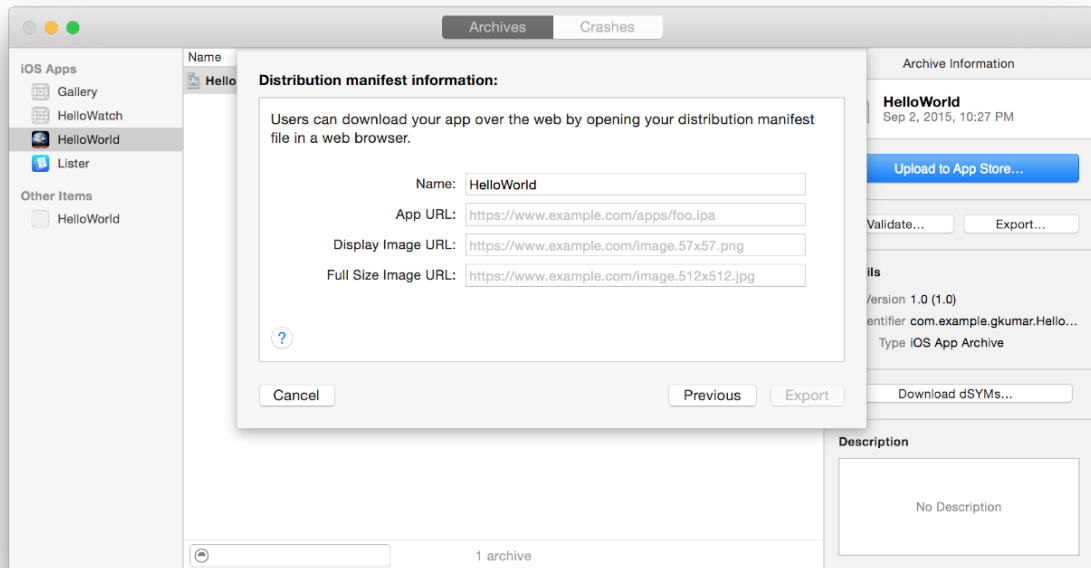 Archives
Crashes
iOS Apps
Gallery
HelloWatch
HelloWorld
Lister
Other Items
HelloWorld
Name
Hello
Distribution manifest information:
Users can download your app over the web by opening your distribution manifest
file in a web browser.
Name: HelloWorld
App URL: https://www.example.com/apps/foo.ipa
Display Image URL: https://www.example.com/image.57x57.png
Full Size Image URL: https://www.example.com/image.512x512.jpg
?
Cancel
Previous
Export
1 archive
Archive Information
HelloWorld
Sep 2, 2015, 10:27 PM
Upload to App Store...
Validate...
Export...
ils
Version 1.0 (1.0)
entifier com.example.gkumar.Hello...
Type iOS App Archive
Download dSYMs...
Description
No Description